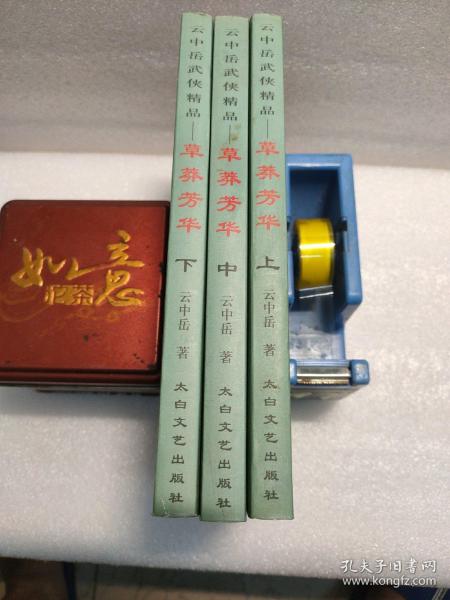 云中岳武侠精品——草莽芳华 下 云中岳 著 太白文艺出版社
云中岳武侠精品——草莽芳华 中 云中岳 著 太白文艺出版社
云中岳武侠精品——草莽芳华 上 云中岳 著 太白文艺出版社
如意
孔夫子旧书网
www.kongfz.com